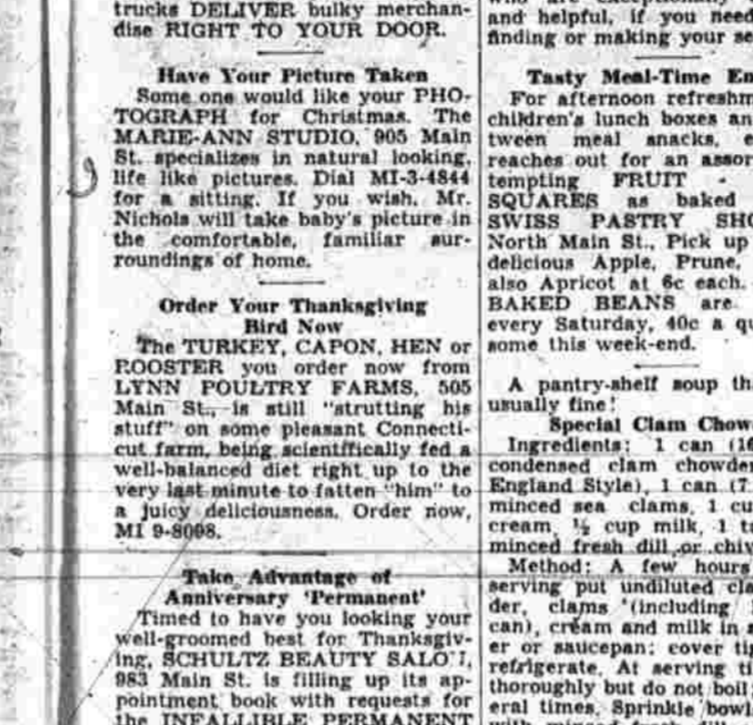 trucks DELIVER bulky merchan-
dise RIGHT TO YOUR DOOR.
Have Your Picture Taken
Some one would like your PHO-
TOGRAPH for Christmas. The
MARIE-ANN STUDIO, 905 Main
St. specializes in natural looking,
life like pictures. Dial MI-3-4844
for a sitting. If you wish, Mr.
Nichols will take baby's picture in
the comfortable, familiar sur-
roundings of home.
Order Your Thanksgiving
Bird Now
The TURKEY, CAPON, HEN or
ROOSTER you order now from
LYNN POULTRY FARMS, 505
Main St., is still "strutting his
stuff" on some pleasant Connecti-
cut farm, being scientifically fed a
well-balanced diet right up to the
very last minute to fatten "him" to
a juicy deliciousness. Order now,
MI 9-8098.
Take Advantage of
Anniversary 'Permanent'
Timed to have you looking your
well-groomed best for Thanksgiv-
ing, SCHULTZ BEAUTY SALON,
983 Main St. is filling up its ap-
pointment book with requests for
the INFALLIBLE PERMANENT
and helpful, if you need
finding or making your
Tasty Meal-Time
For afternoon
children's lunch boxes
tween meal snacks,
reaches out for an
tempting FRUIT -
SQUARES as baked
SWISS PASTRY
North Main St., Pick up
delicious Apple, Prune,
also Apricot at 6c each.
BAKED BEANS are
every Saturday, 40c a
some this week-end.
A pantry-shelf soup
usually fine!
Special Clam
Ingredients: 1 can
condensed clam
England Style), 1 can (7
minced sea clams, 1
cream, ½ cup milk, 1
minced fresh dill or
Method: A few hours
serving put undiluted
der, clams (including
can), cream and milk in
er or saucepan; cover
refrigerate. At serving
thoroughly but do not boil
eral times. Sprinkle